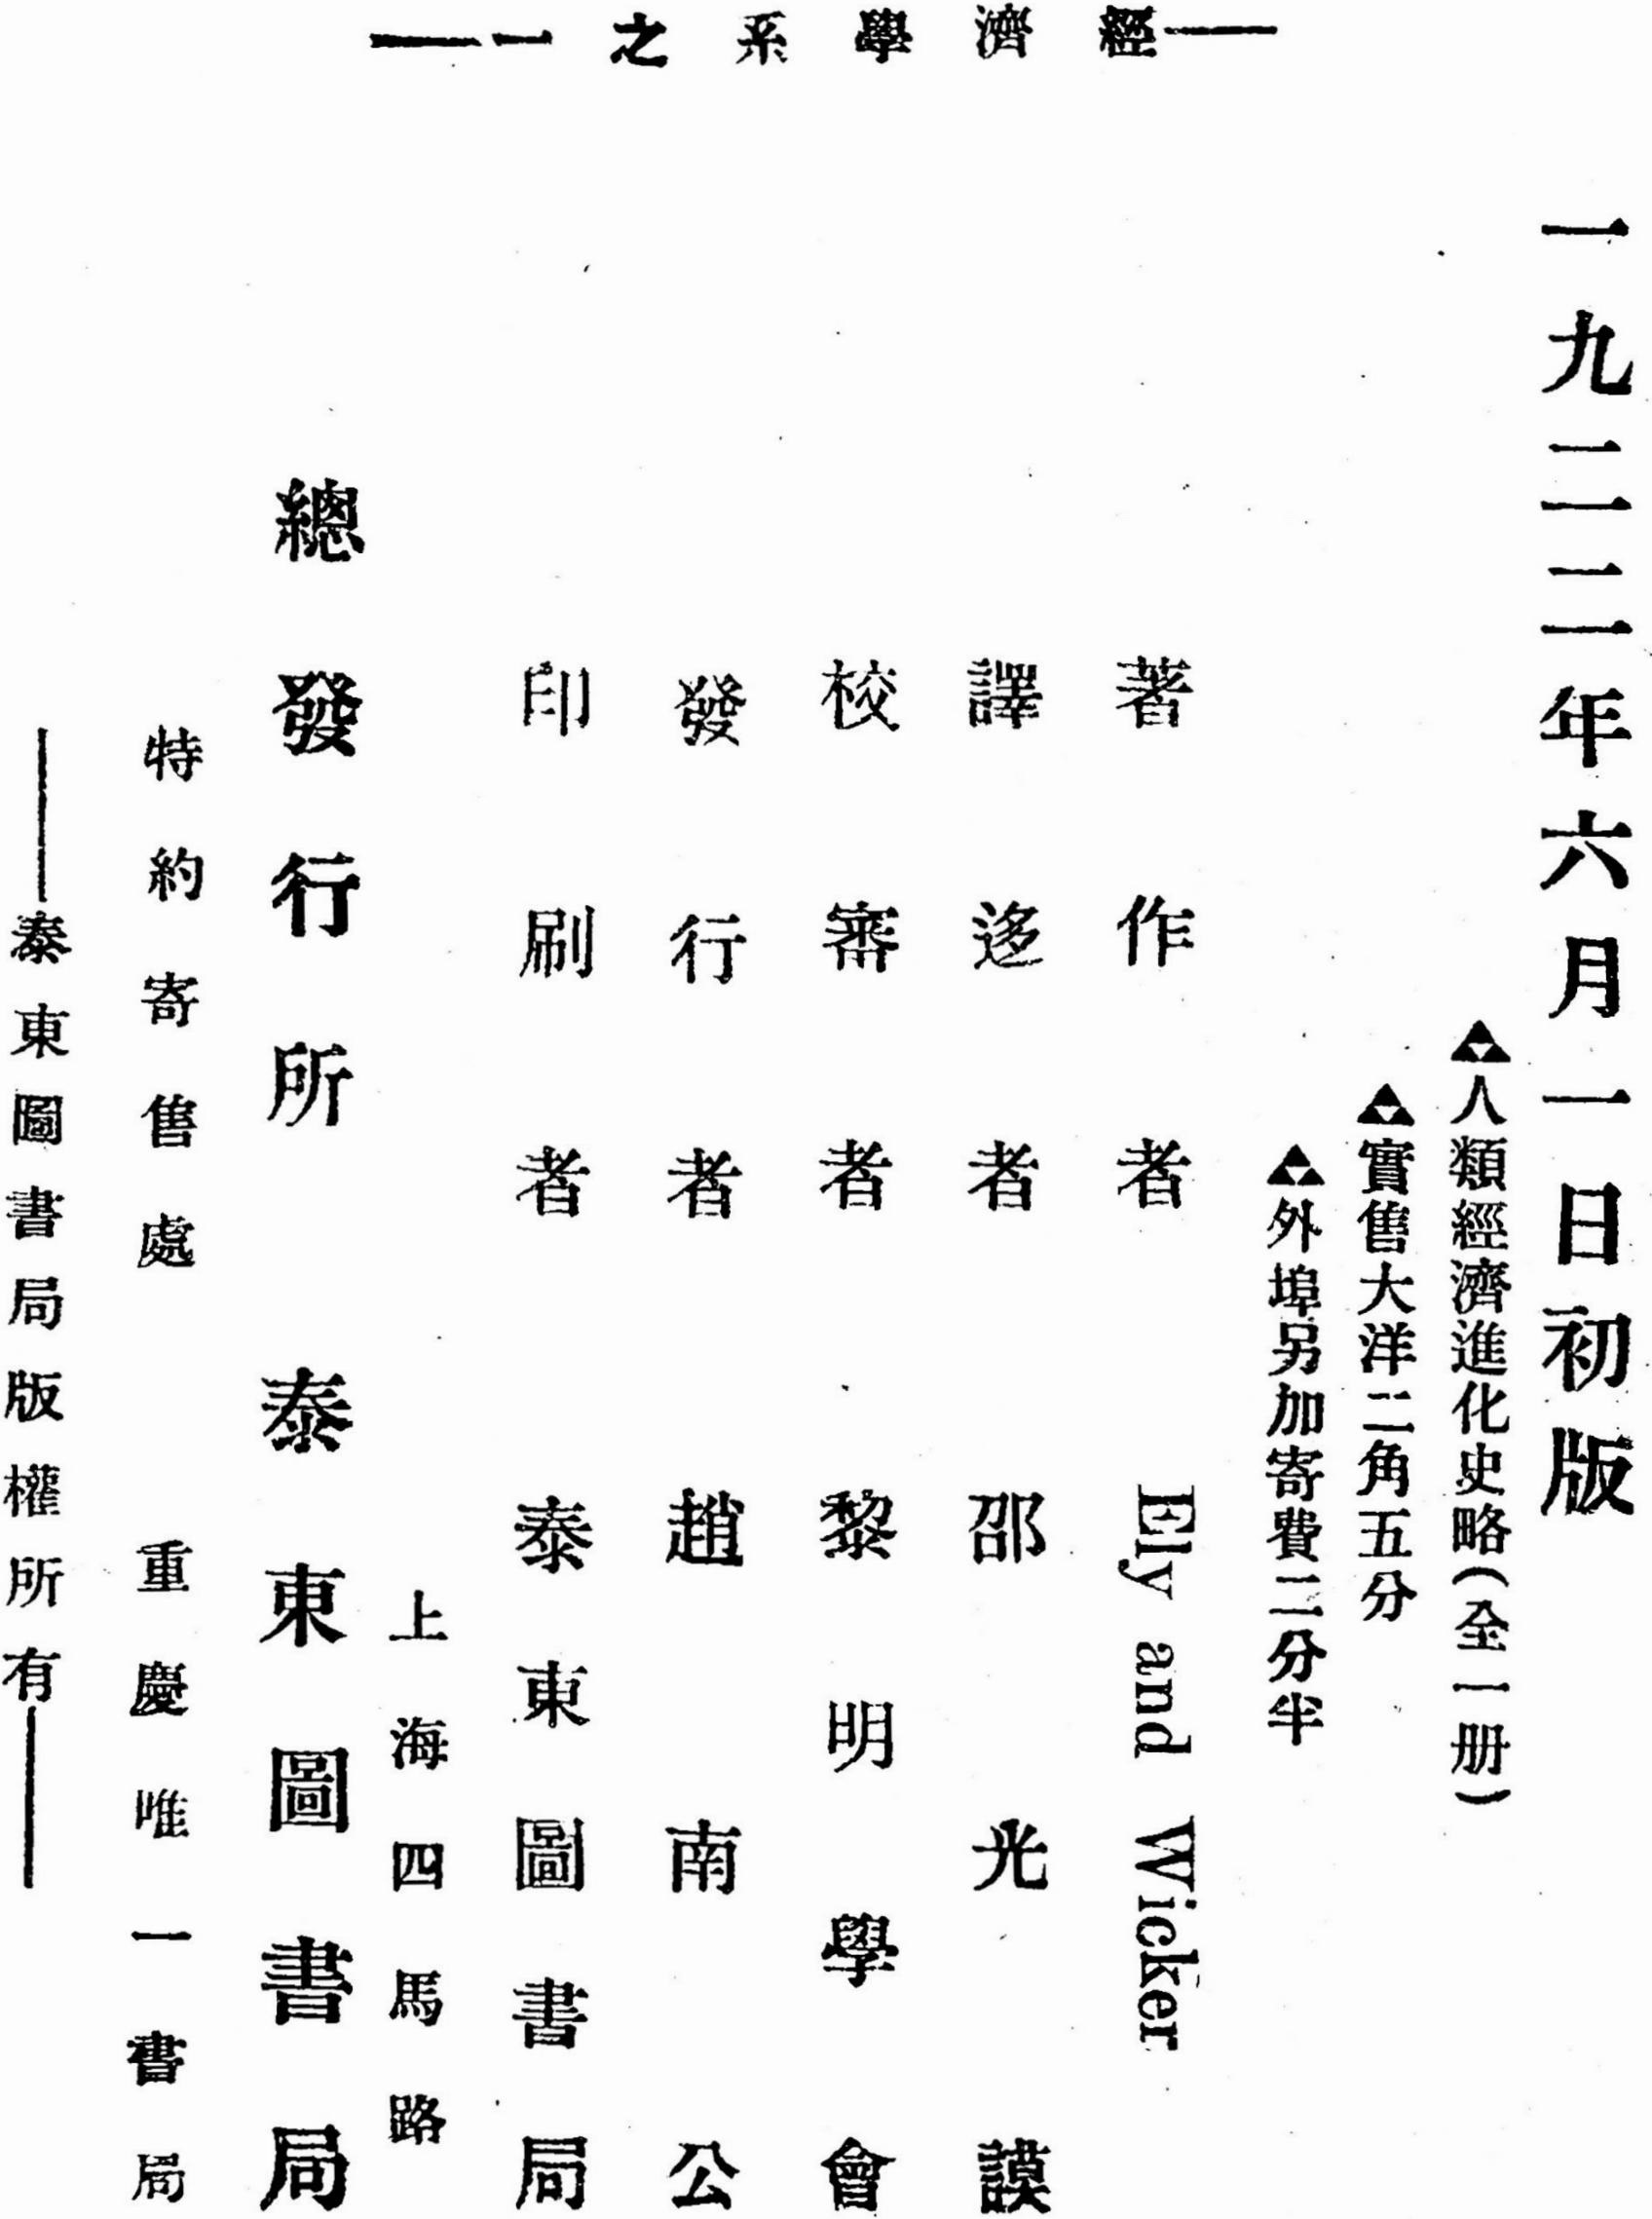 經濟學系之一
一九二二年六月一日初版
人類經濟進化史略(全一册)
實售大洋二角五分
外埠另加寄費二分半
著作者 Ely and Wicker
譯迻者 邵光謨
校審者 黎明學會
發行者 趙南公
印刷者 泰東圖書局
上海四馬路
總發行所 泰東圖書局
特約寄售處 重慶唯一書局
泰東圖書局版權所有